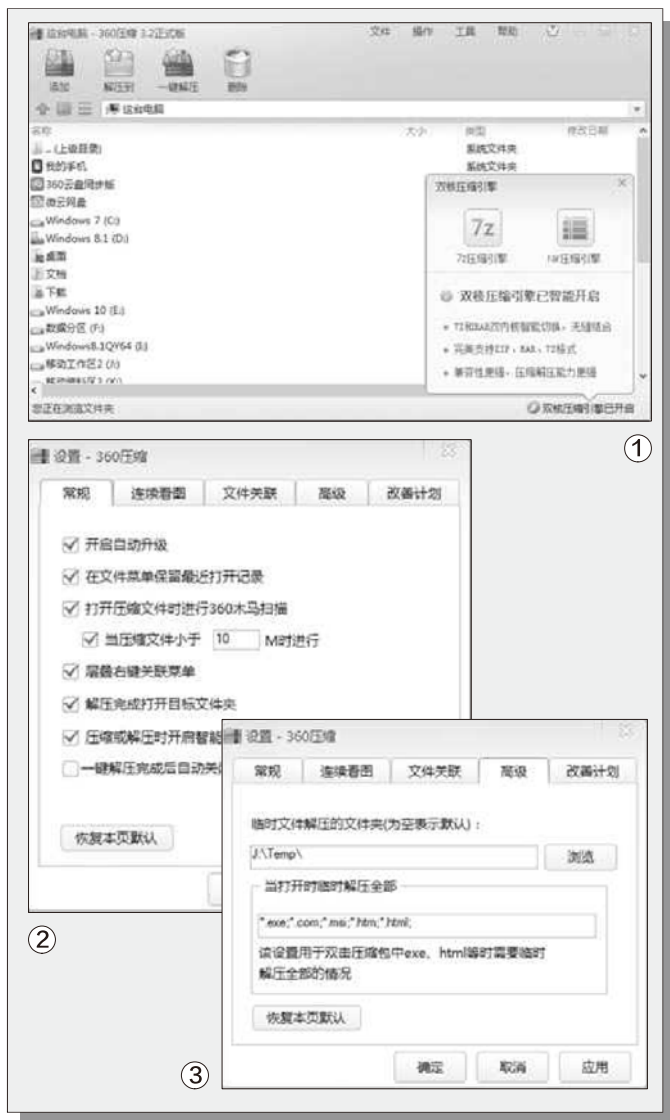 这台电脑 - 360压缩 3.2正式版
文件 操作 工具 帮助
添加 解压到 一键解压 删除
这台电脑
名称 大小 类型 修改日期
..(上级目录) 系统文件夹
我的手机 系统文件夹
360云盘同步版
微云网盘
Windows 7 (C:)
Windows 8.1 (D:)
桌面
文档
下载
Windows 10 (E:)
数据分区 (F:)
移动工作区2
双核压缩引擎
7z
7z压缩引擎 rar压缩引擎
双核压缩引擎已智能开启
7Z和RAR双内核智能切换，无缝结合
完美支持ZIP、RAR、7Z格式
兼容性更强，压缩解压能力更强
您正在浏览文件夹 双核压缩引擎已开启
①
设置 - 360压缩
常规 连续看图 文件关联 高级 改善计划
开启自动升级
在文件菜单保留最近打开记录
打开压缩文件时进行360木马扫描
当压缩文件小于 10 M时进行
层叠右键关联菜单
解压完成打开目标文件夹
压缩或解压时开启智能
一键解压完成后自动关
恢复本页默认
②
设置 - 360压缩
常规 连续看图 文件关联 高级 改善计划
临时文件解压的文件夹(为空表示默认)：
J:\Temp\ 浏览
当打开时临时解压全部
*.exe;*.com;*.msi;*.htm;*.html;
该设置用于双击压缩包中exe、html等时需要临时
解压全部的情况
恢复本页默认
确定 取消 应用
③